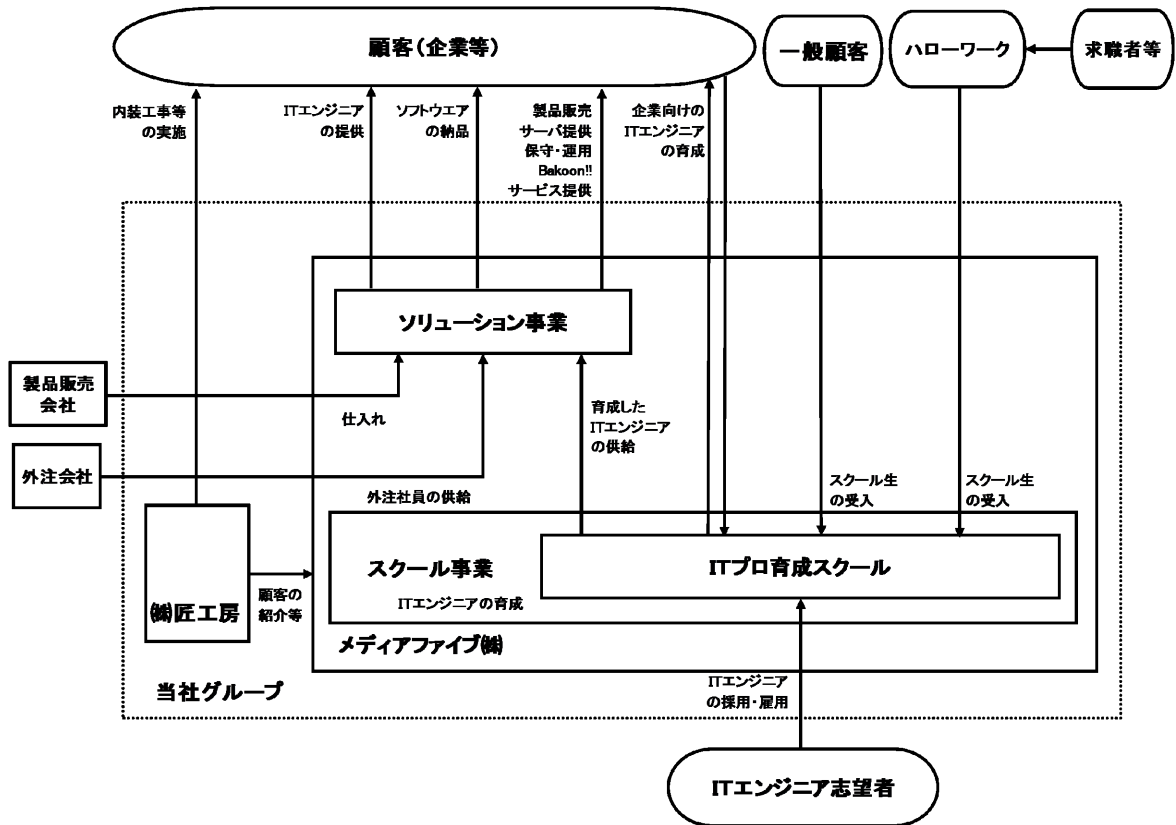 顧客（企業等）
一般顧客
ハローワーク
求職者等
内装工事等
の実施
ITエンジニア
の提供
ソフトウエア
の納品
製品販売
サーバ提供
保守・運用
Bakoon!!
サービス提供
企業向けの
ITエンジニア
の育成
ソリューション事業
製品販売
会社
仕入れ
育成した
ITエンジニア
の供給
外注会社
外注社員の供給
スクール生
の受入
スクール生
の受入
スクール事業
ITエンジニアの育成
ITプロ育成スクール
㈱匠工房
顧客の
紹介等
メディアファイブ㈱
当社グループ
ITエンジニア
の採用・雇用
ITエンジニア志望者